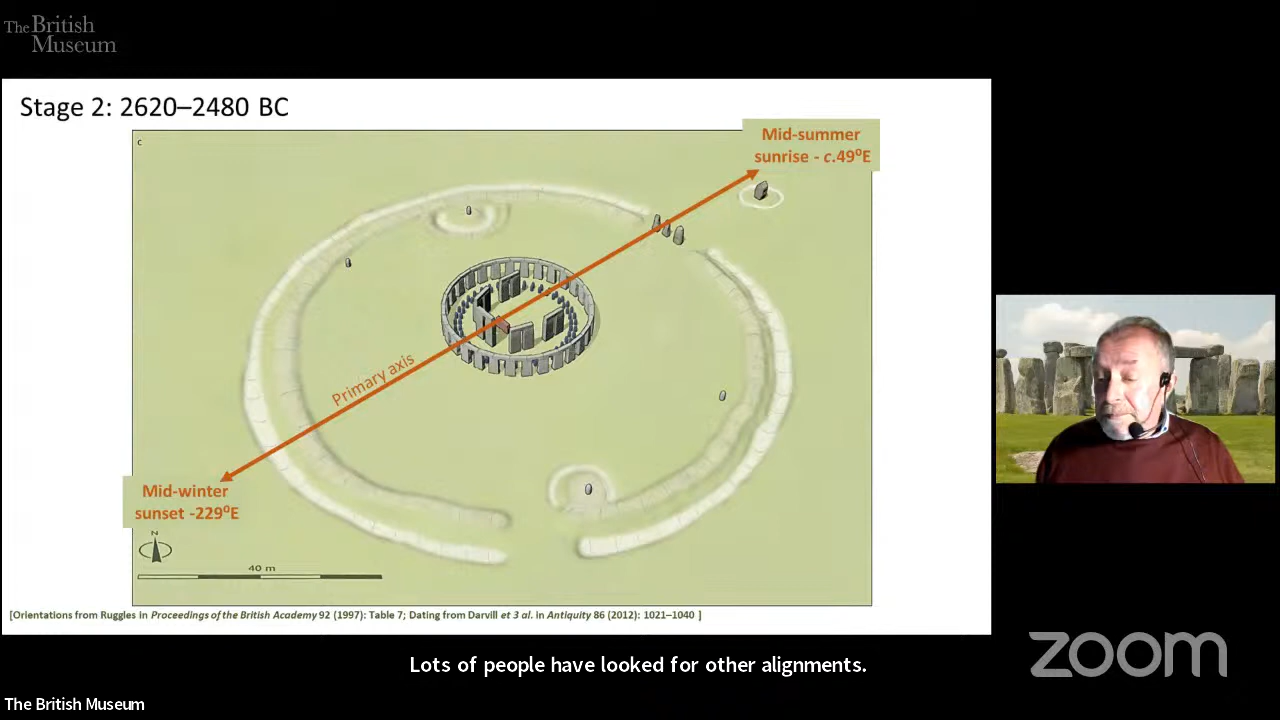 The British
Museum
Stage 2: 2620–2480 BC
c
Mid-summer
sunrise - c.49⁰E
Primary axis
Mid-winter
sunset -229⁰E
N
40 m
[Orientations from Ruggles in Proceedings of the British Academy 92 (1997): Table 7; Dating from Darvill et 3 al. in Antiquity 86 (2012): 1021–1040 ]
Lots of people have looked for other alignments.
zoom
The British Museum